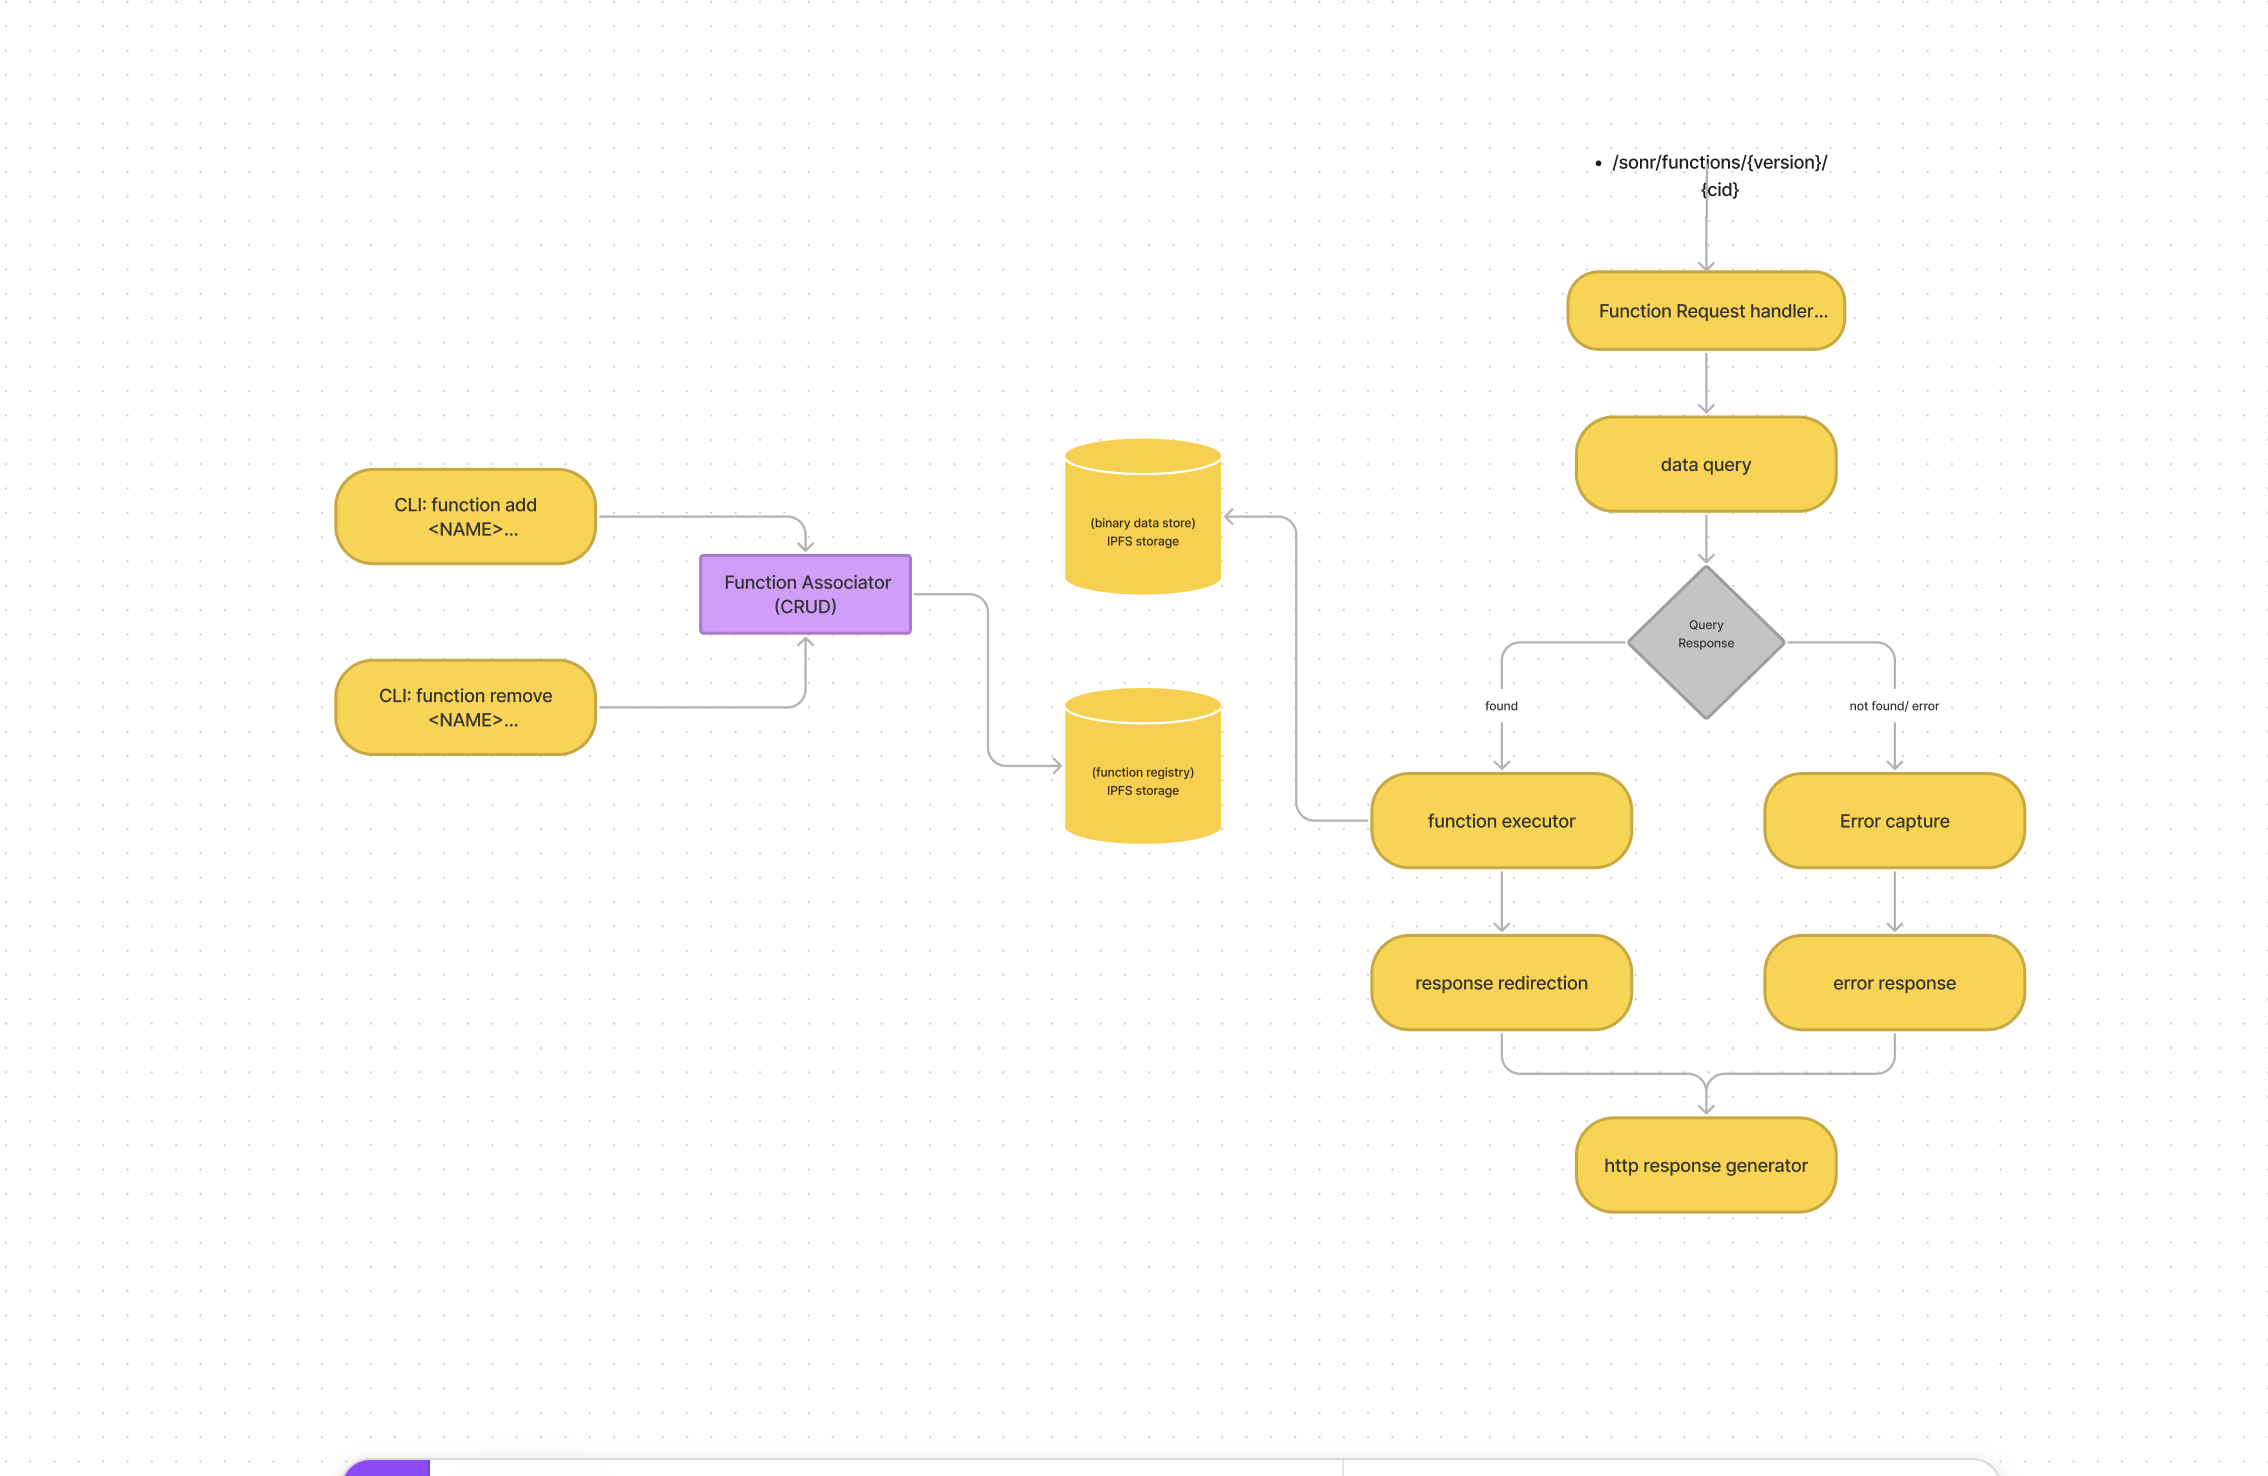 • /sonr/functions/{version}/
{cid}
Function Request handler...
data query
CLI: function add
<NAME>...
(binary data store)
IPFS storage
Function Associator
(CRUD)
Query
Response
CLI: function remove
<NAME>...
found
not found/ error
(function registry)
IPFS storage
function executor
Error capture
response redirection
error response
http response generator